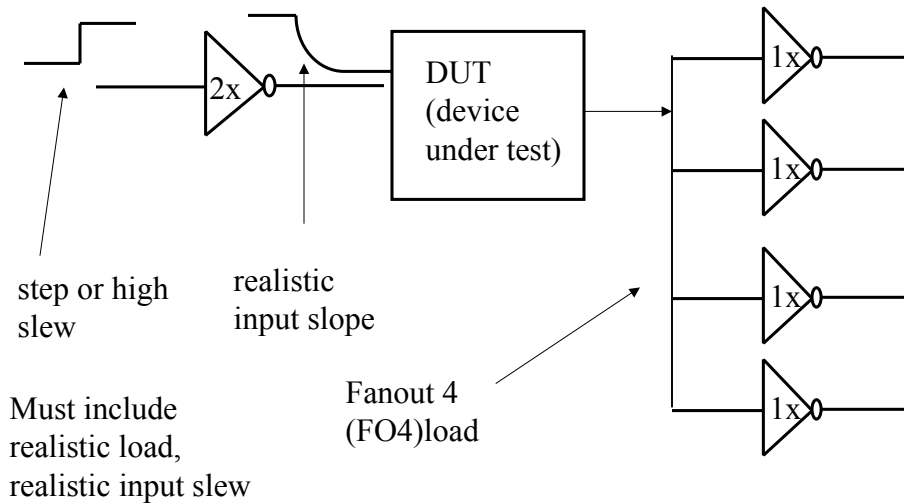 2x
DUT
(device
under test)
1x
1x
1x
1x
step or high
slew
realistic
input slope
Fanout 4
(FO4)load
Must include
realistic load,
realistic input slew